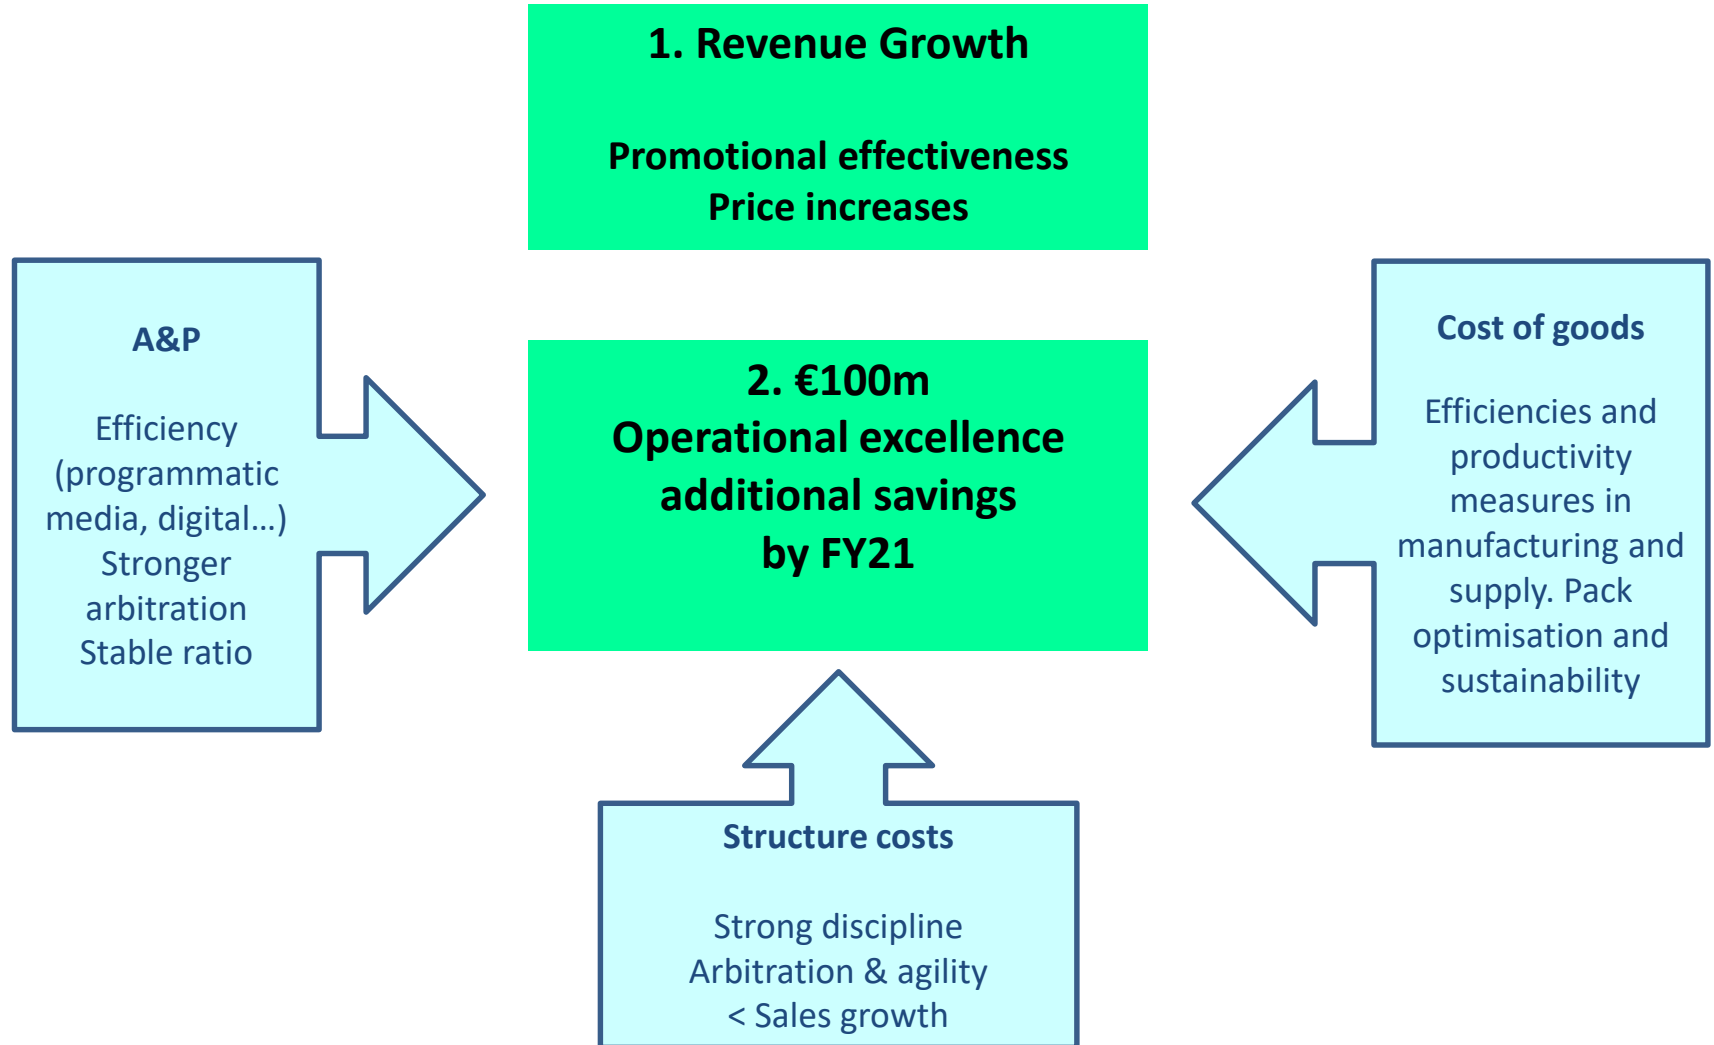 1. Revenue Growth
Promotional effectiveness
Price increases
A&P
Efficiency
(programmatic
media, digital…)
Stronger
arbitration
Stable ratio
2. €100m
Operational excellence
additional savings
by FY21
Cost of goods
Efficiencies and
productivity
measures in
manufacturing and
supply. Pack
optimisation and
sustainability
Structure costs
Strong discipline
Arbitration & agility
< Sales growth